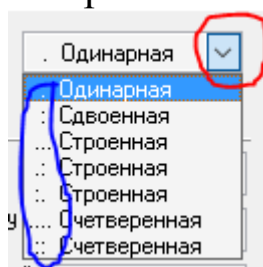 . Одинарная
. Одинарная
: Сдвоенная
... Строенная
.: Строенная
:. Строенная
у .... Счетверенная
:: Счетверенная